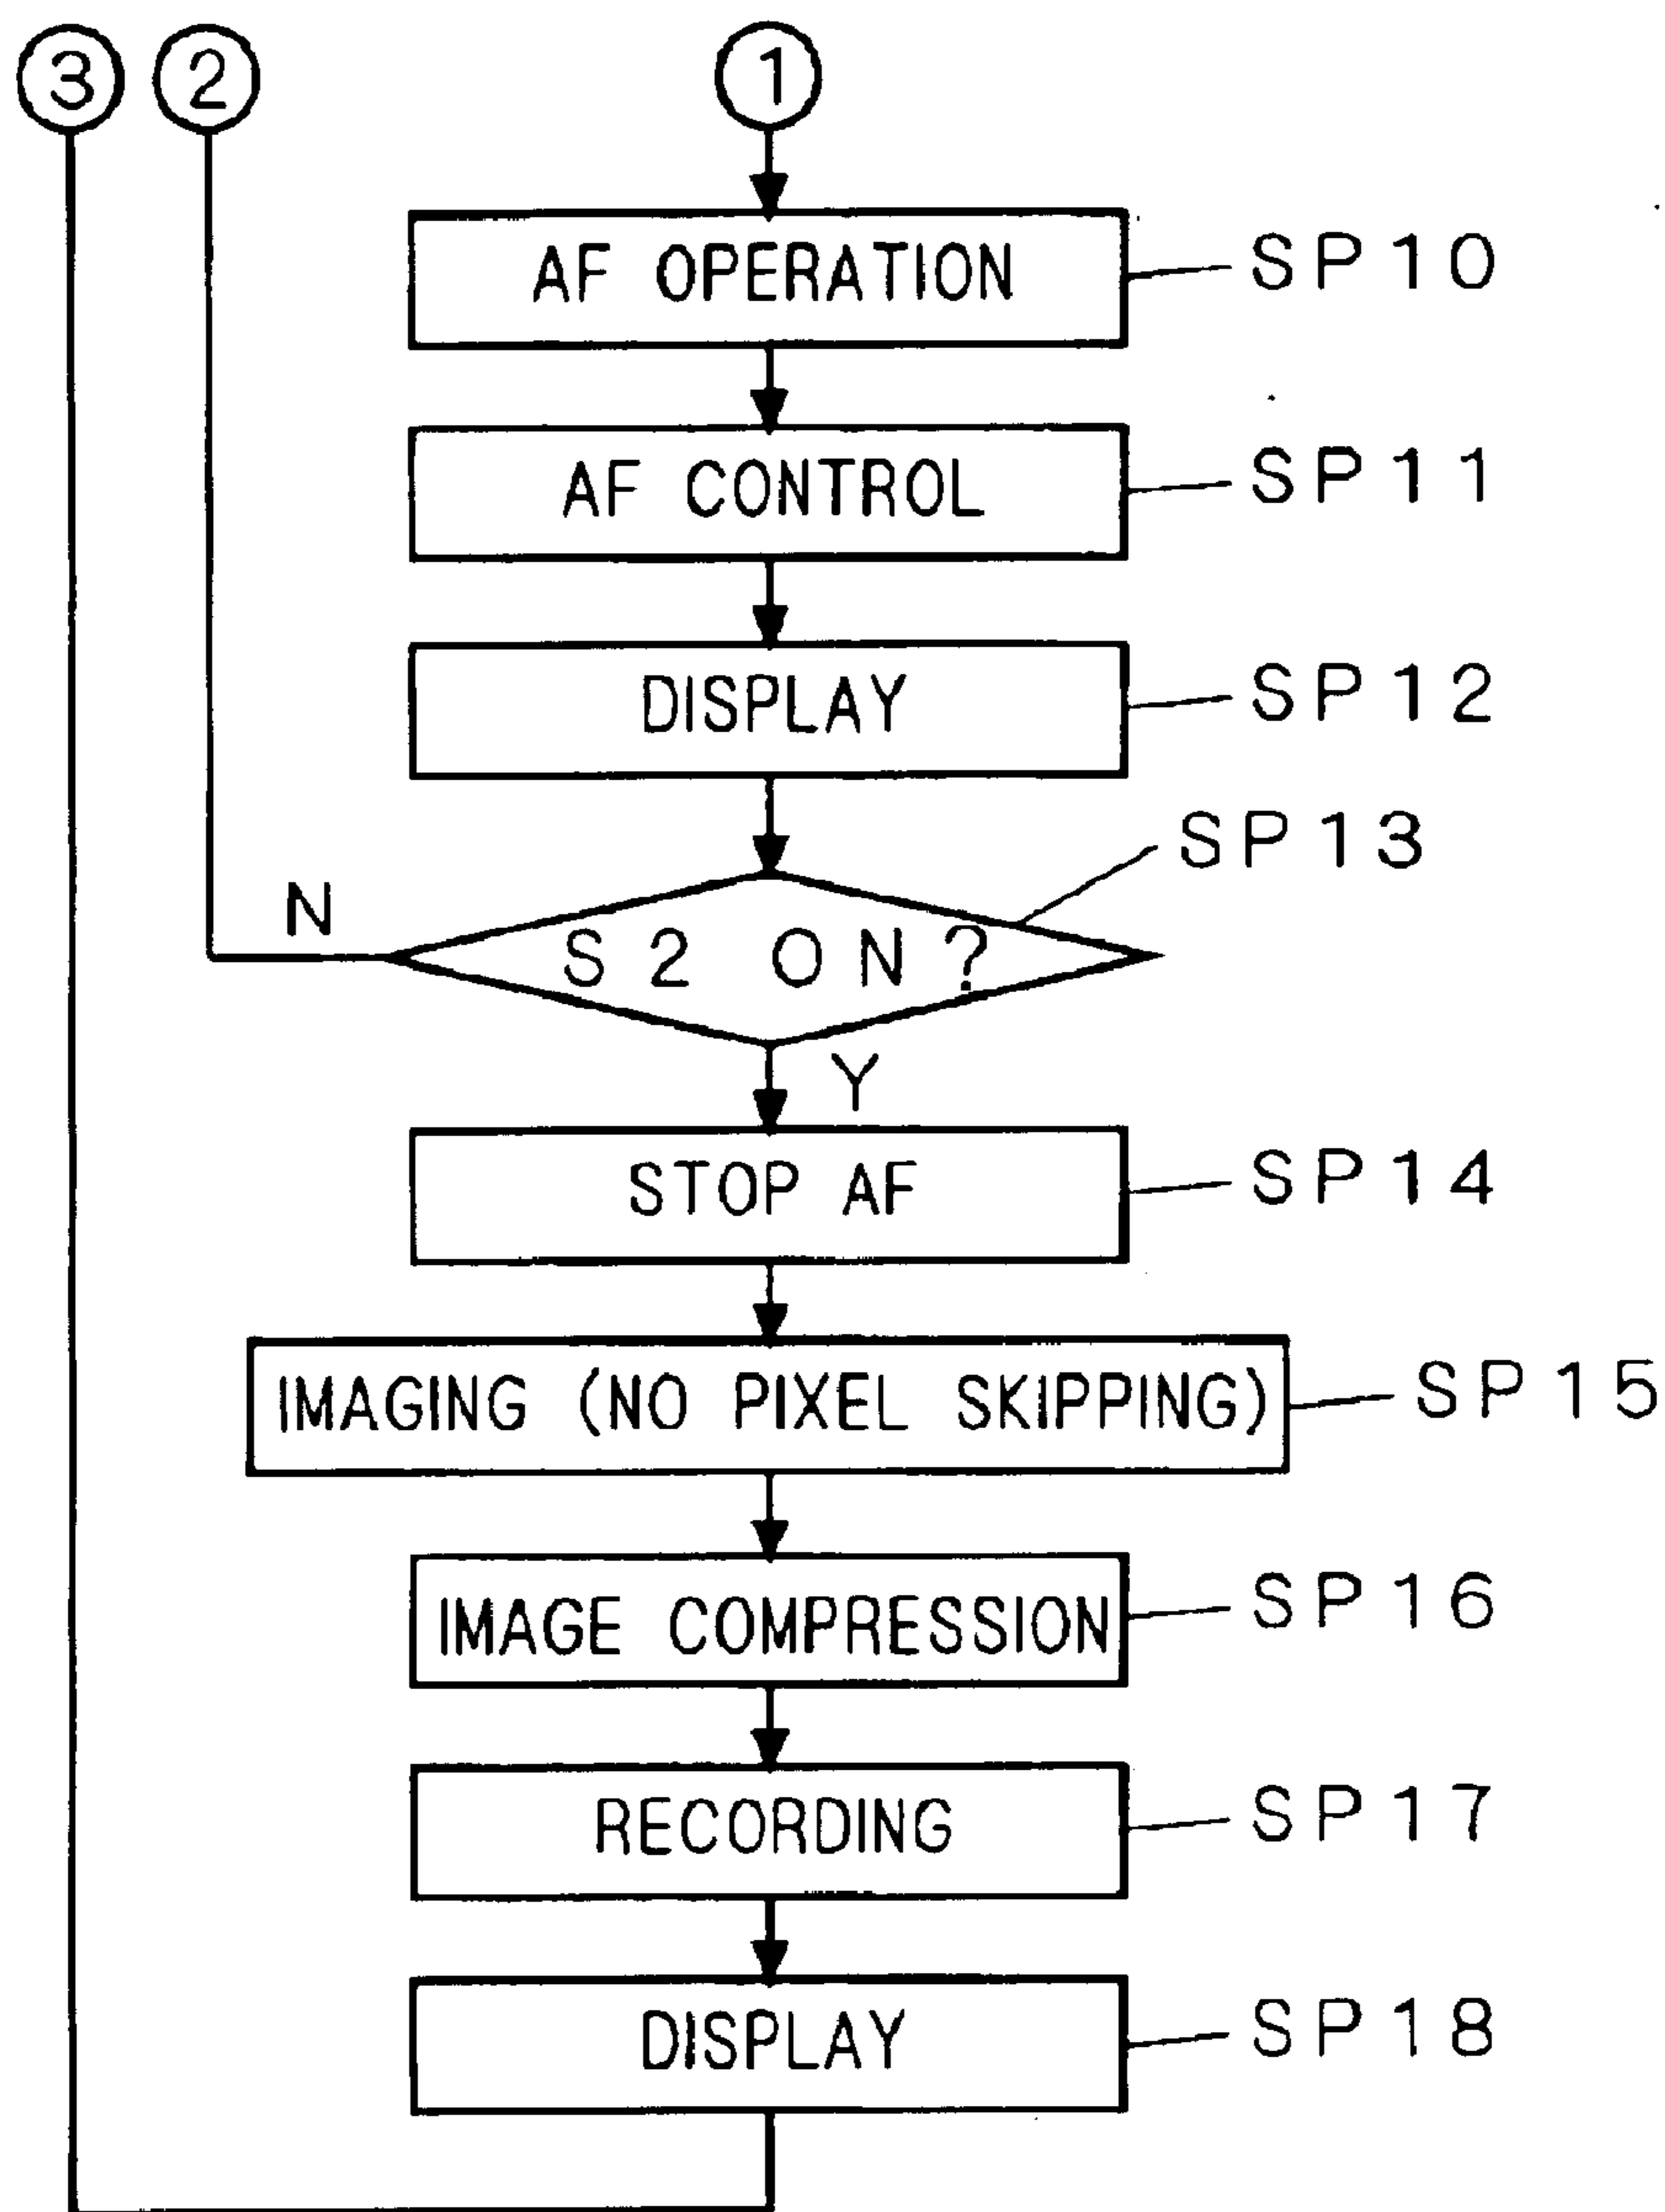 3 2 1
AF OPERATION SP10
AF CONTROL SP11
DISPLAY SP12
SP13
N
S2 ON?
Y
STOP AF SP14
IMAGING (NO PIXEL SKIPPING) SP15
IMAGE COMPRESSION SP16
RECORDING SP17
DISPLAY SP18